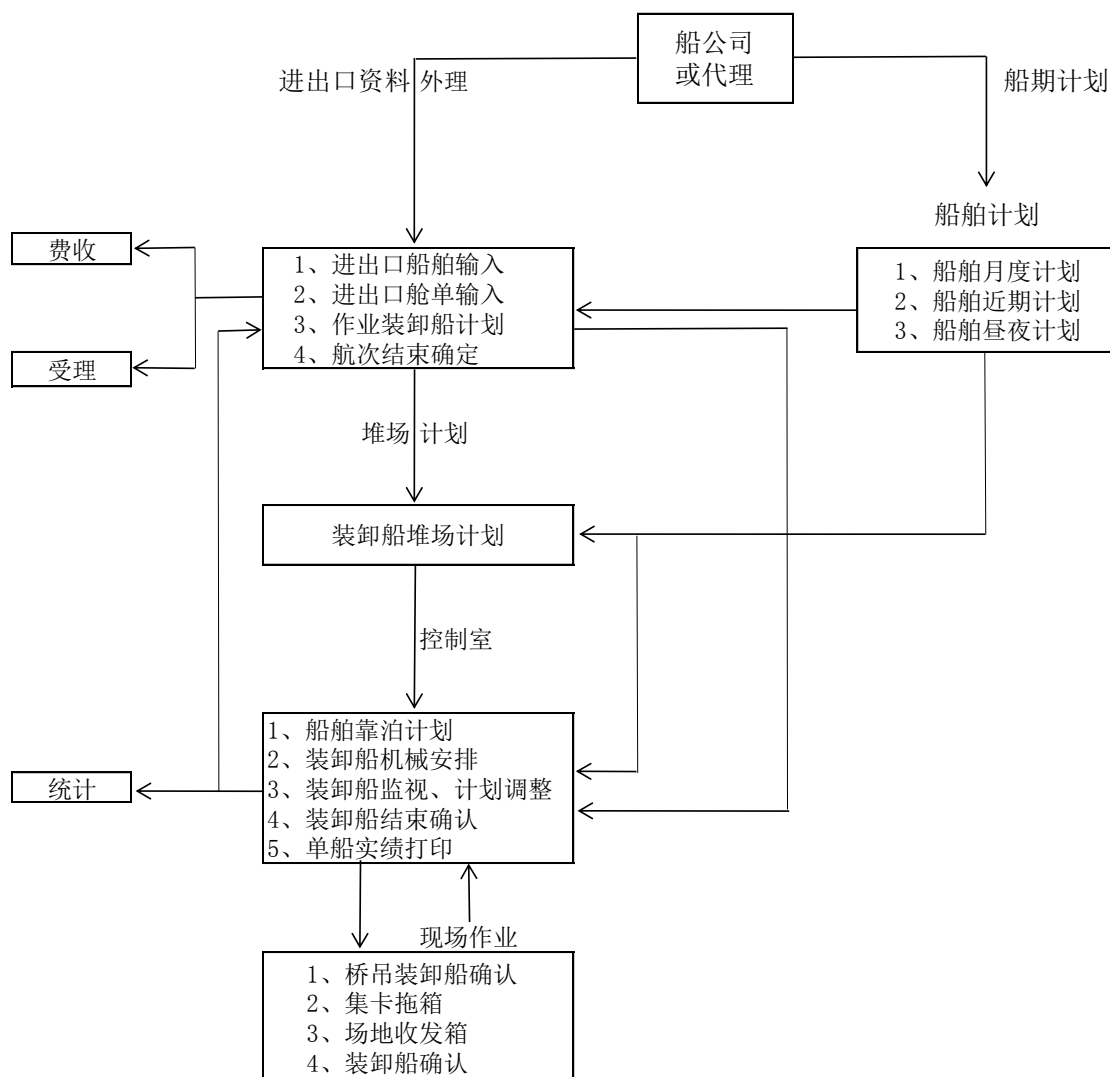 船公司
或代理
进出口资料 外理
船期计划
船舶计划
费收
受理
1、进出口船舶输入
2、进出口舱单输入
3、作业装卸船计划
4、航次结束确定
1、船舶月度计划
2、船舶近期计划
3、船舶昼夜计划
堆场 计划
装卸船堆场计划
控制室
统计
1、船舶靠泊计划
2、装卸船机械安排
3、装卸船监视、计划调整
4、装卸船结束确认
5、单船实绩打印
现场作业
1、桥吊装卸船确认
2、集卡拖箱
3、场地收发箱
4、装卸船确认